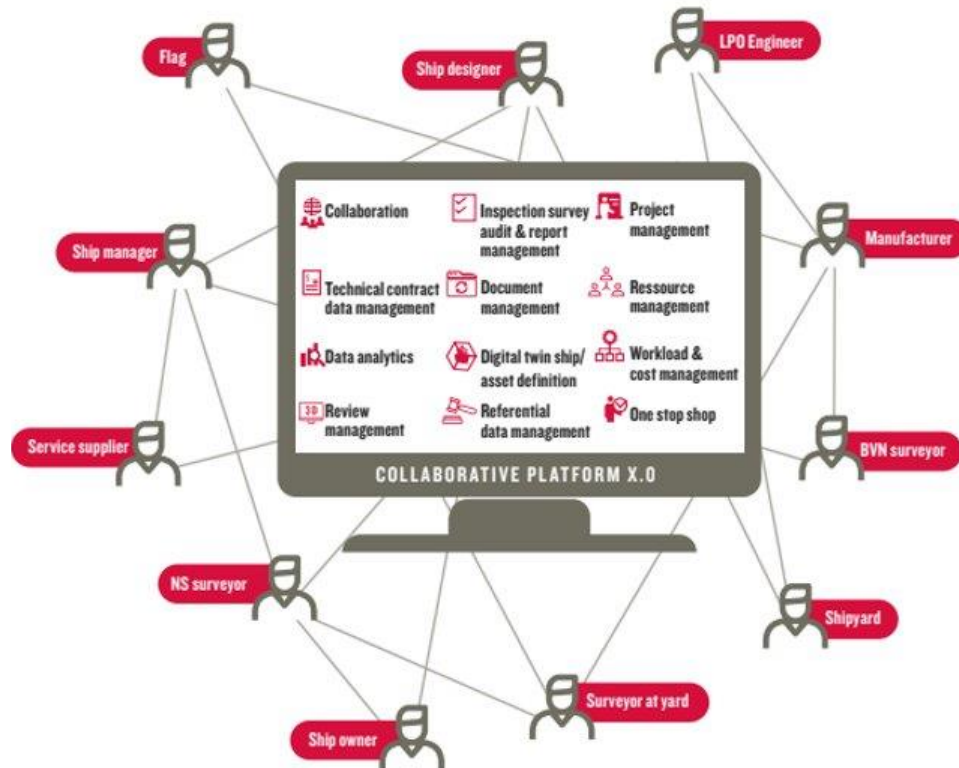 Flag
Ship designer
LPO Engineer
Ship manager
Manufacturer
Collaboration
Inspection survey
audit & report
management
Project
management
Technical contract
data management
Document
management
Ressource
management
Data analytics
Digital twin ship/
asset definition
Workload &
cost management
3D
Review
management
Referential
data management
One stop shop
Service supplier
BVN surveyor
COLLABORATIVE PLATFORM X.0
NS surveyor
Shipyard
Surveyor at yard
Ship owner